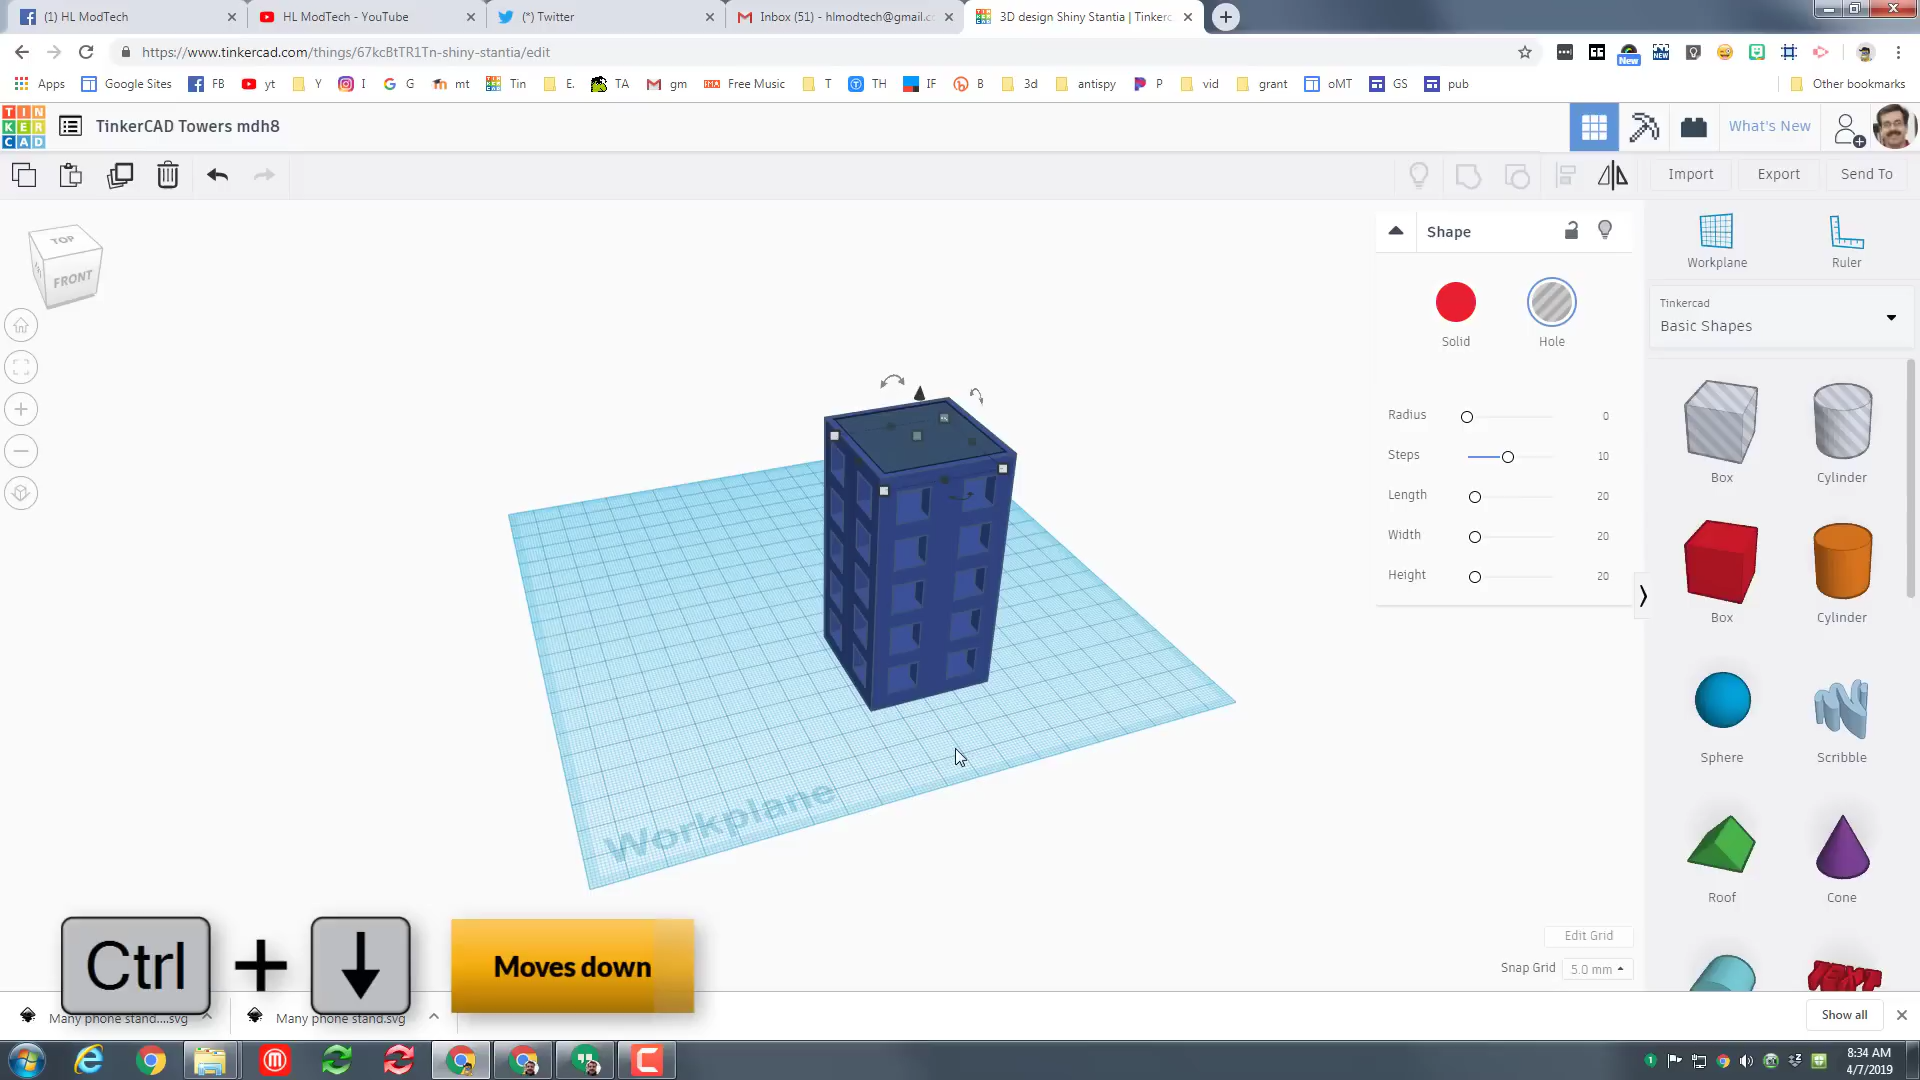 (1) HL ModTech
HL ModTech - YouTube
(*) Twitter
Inbox (51) - hlmodtech@gmail.c
3D design Shiny Stantia | Tinkerc
https://www.tinkercad.com/things/67kcBtTR1Tn-shiny-stantia/edit
New
NEW
Apps Google Sites FB yt Y I G mt Tin E. TA gm Free Music T TH IF B 3d antispy P vid grant oMT GS pub Other bookmarks
TIN
KER
CAD
TinkerCAD Towers mdh8
What's New
Import Export Send To
TOP
FRONT
Shape
Solid Hole
Radius 0
Steps 10
Length 20
Width 20
Height 20
Workplane Ruler
Tinkercad
Basic Shapes
Box Cylinder
Box Cylinder
Sphere Scribble
Roof Cone
TEXT
Workplane
Edit Grid
Snap Grid 5.0 mm
Ctrl + ↓ Moves down
Many phone stand....svg
Many phone stand.svg
Show all
8:34 AM
4/7/2019